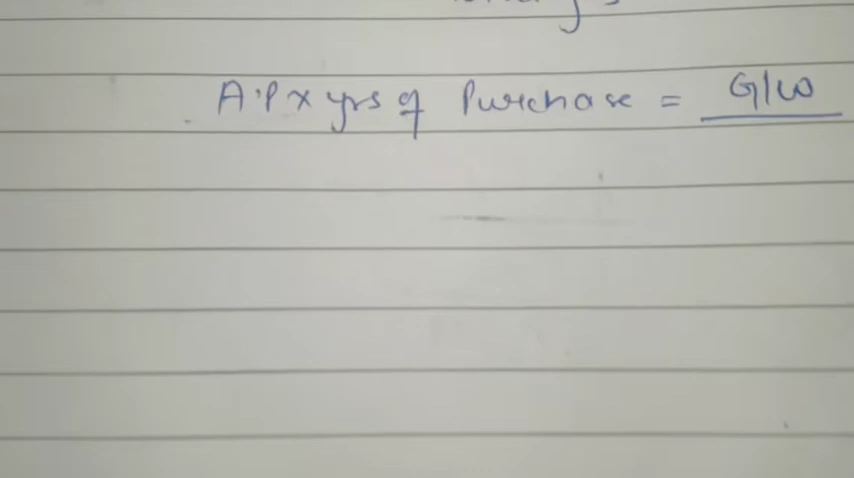 A.P x yrs of Purchase = G/w